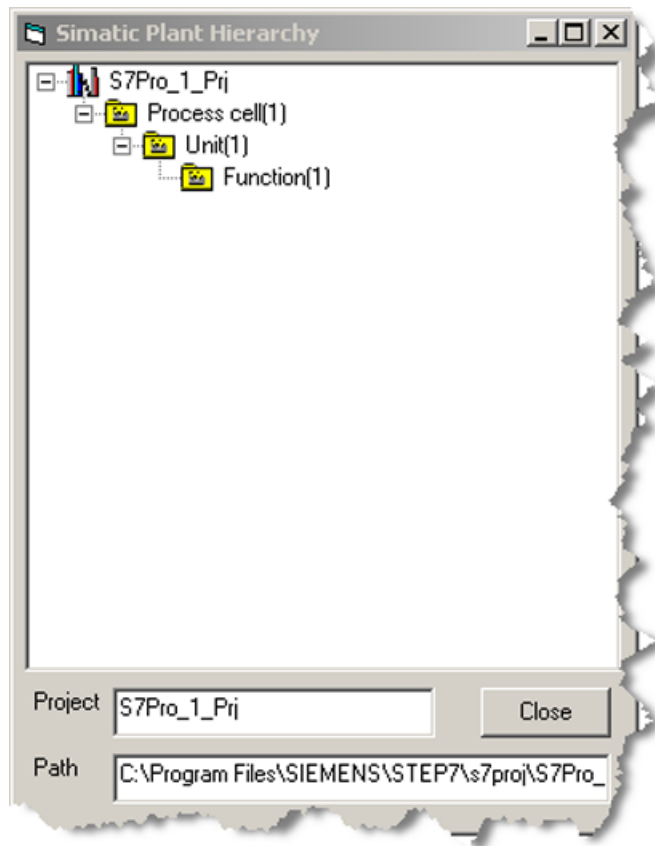 Simatic Plant Hierarchy
S7Pro_1_Prj
Process cell(1)
Unit(1)
Function(1)
Project S7Pro_1_Prj Close
Path C:\Program Files\SIEMENS\STEP7\s7proj\S7Pro_